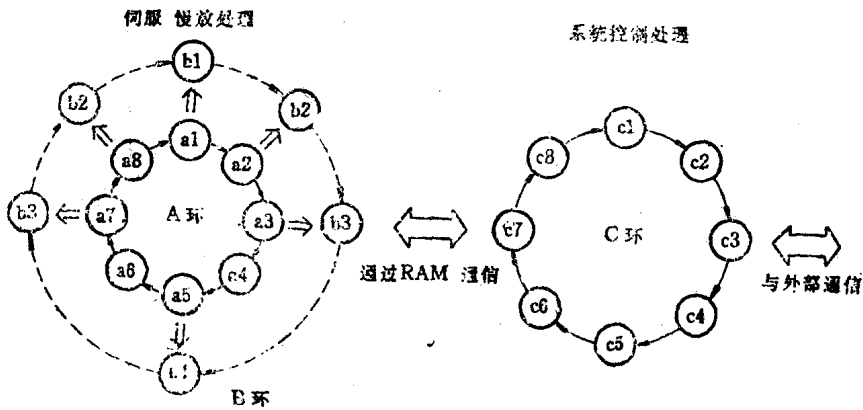 伺服 慢放处理
系统控制处理
b1
b2
b2
a1
a8
a2
c1
c8
c2
b3
a7
A环
a3
b3
c7
C环
c3
a6
a4
a5
通过RAM 通信
与外部通信
c6
c4
c5
B环